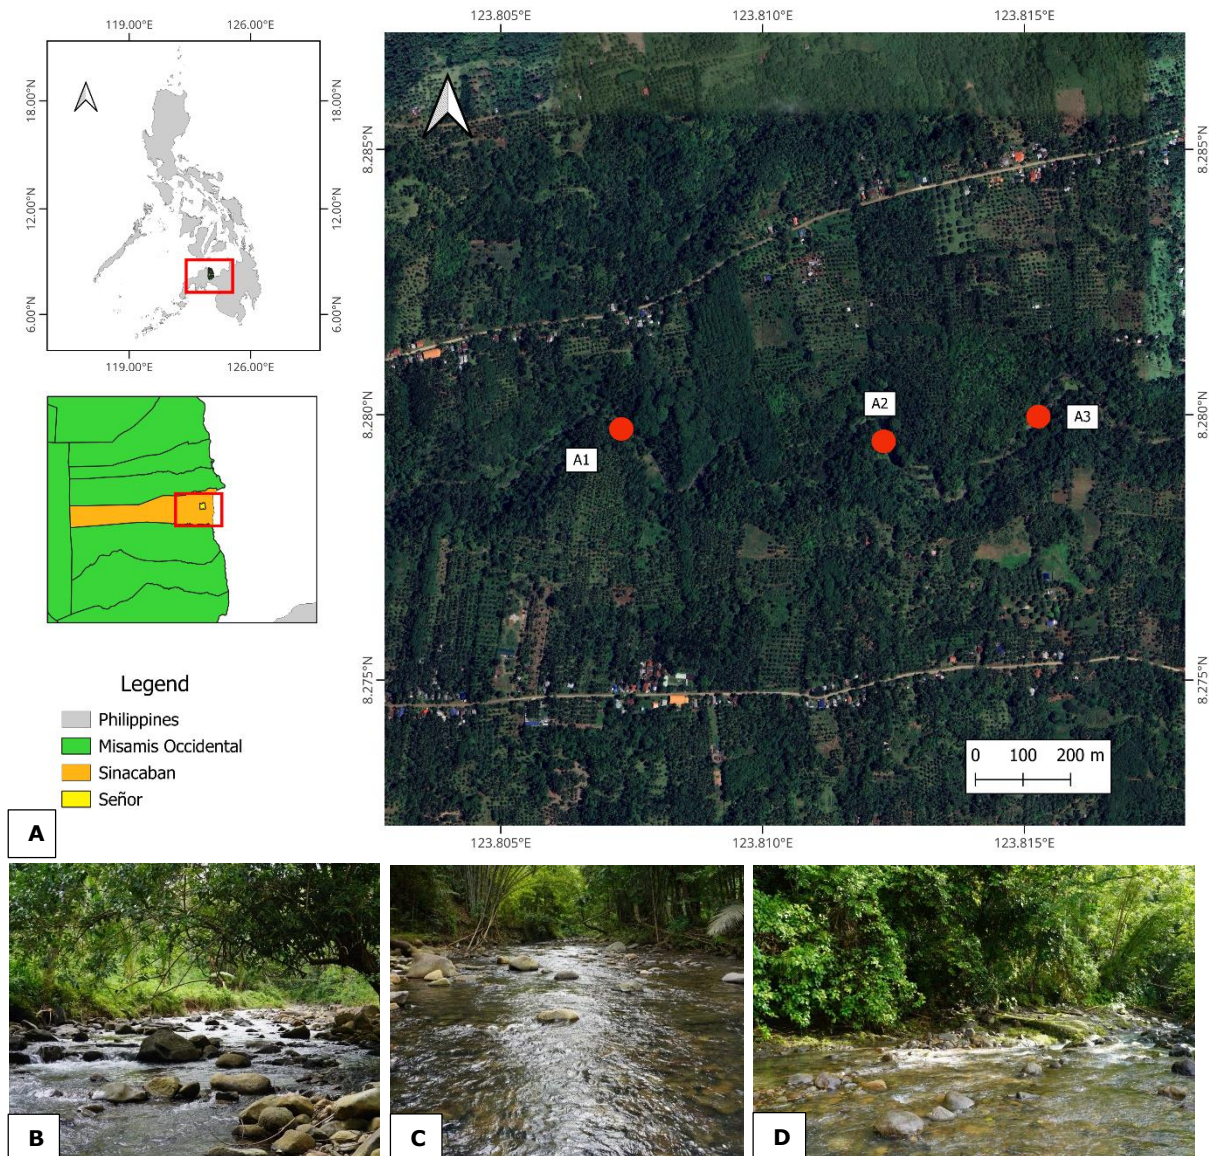 119.00°E 126.00°E
18.00°N 18.00°N
12.00°N 12.00°N
6.00°N 6.00°N
119.00°E 126.00°E
Legend
Philippines
Misamis Occidental
Sinacaban
Señor
A
123.805°E 123.810°E 123.815°E
8.285°N 8.285°N
8.280°N 8.280°N
8.275°N 8.275°N
A1
A2
A3
0 100 200 m
123.805°E 123.810°E 123.815°E
B
C
D